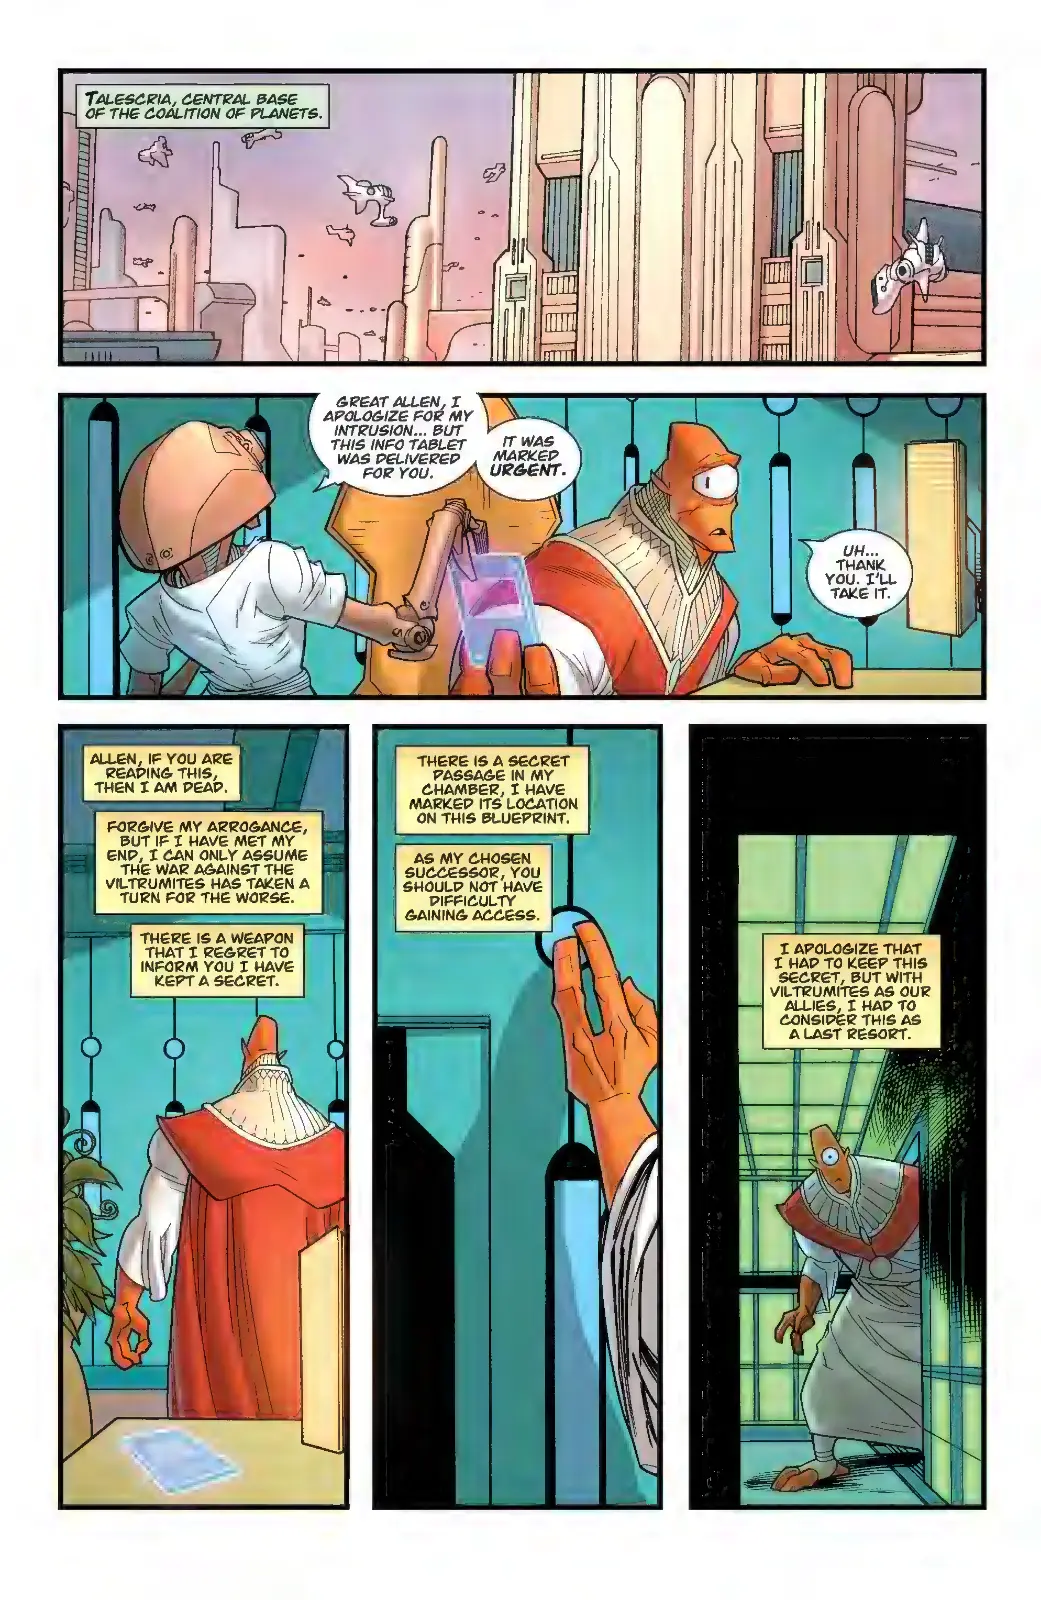 TALESCRIA, CENTRAL BASE
OF THE COALITION OF PLANETS.
GREAT ALLEN, I
APOLOGIZE FOR MY
INTRUSION... BUT
THIS INFO TABLET
WAS DELIVERED
FOR YOU.
IT WAS
MARKED
URGENT.
UH...
THANK
YOU. I'LL
TAKE IT.
ALLEN, IF YOU ARE
READING THIS,
THEN I AM DEAD.
FORGIVE MY ARROGANCE,
BUT IF I HAVE MET MY
END, I CAN ONLY ASSUME
THE WAR AGAINST THE
VILTRUMITES HAS TAKEN A
TURN FOR THE WORSE.
THERE IS A WEAPON
THAT I REGRET TO
INFORM YOU I HAVE
KEPT A SECRET.
THERE IS A SECRET
PASSAGE IN MY
CHAMBER, I HAVE
MARKED ITS LOCATION
ON THIS BLUEPRINT.
AS MY CHOSEN
SUCCESSOR, YOU
SHOULD NOT HAVE
DIFFICULTY
GAINING ACCESS.
I APOLOGIZE THAT
I HAD TO KEEP THIS
SECRET, BUT WITH
VILTRUMITES AS OUR
ALLIES, I HAD TO
CONSIDER THIS AS
A LAST RESORT.